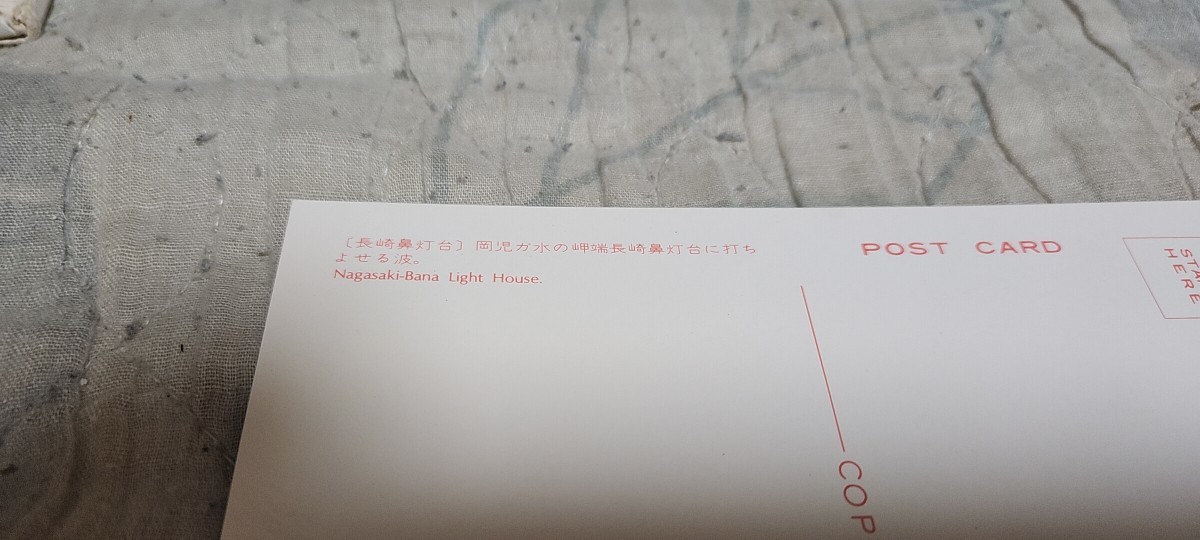 〔長崎鼻灯台〕岡児ガ水の岬端長崎鼻灯台に打ち
よせる波。
Nagasaki-Bana Light House.
POST CARD
HERE
COP